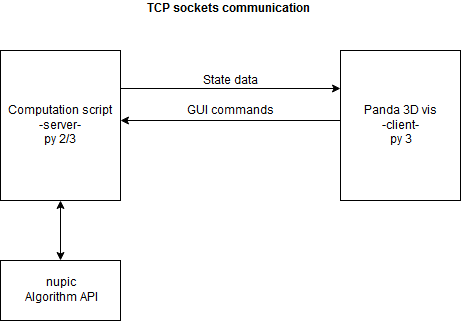 TCP sockets communication
State data
GUI commands
Computation script
-server-
py 2/3
Panda 3D vis
-client-
py 3
nupic
Algorithm API